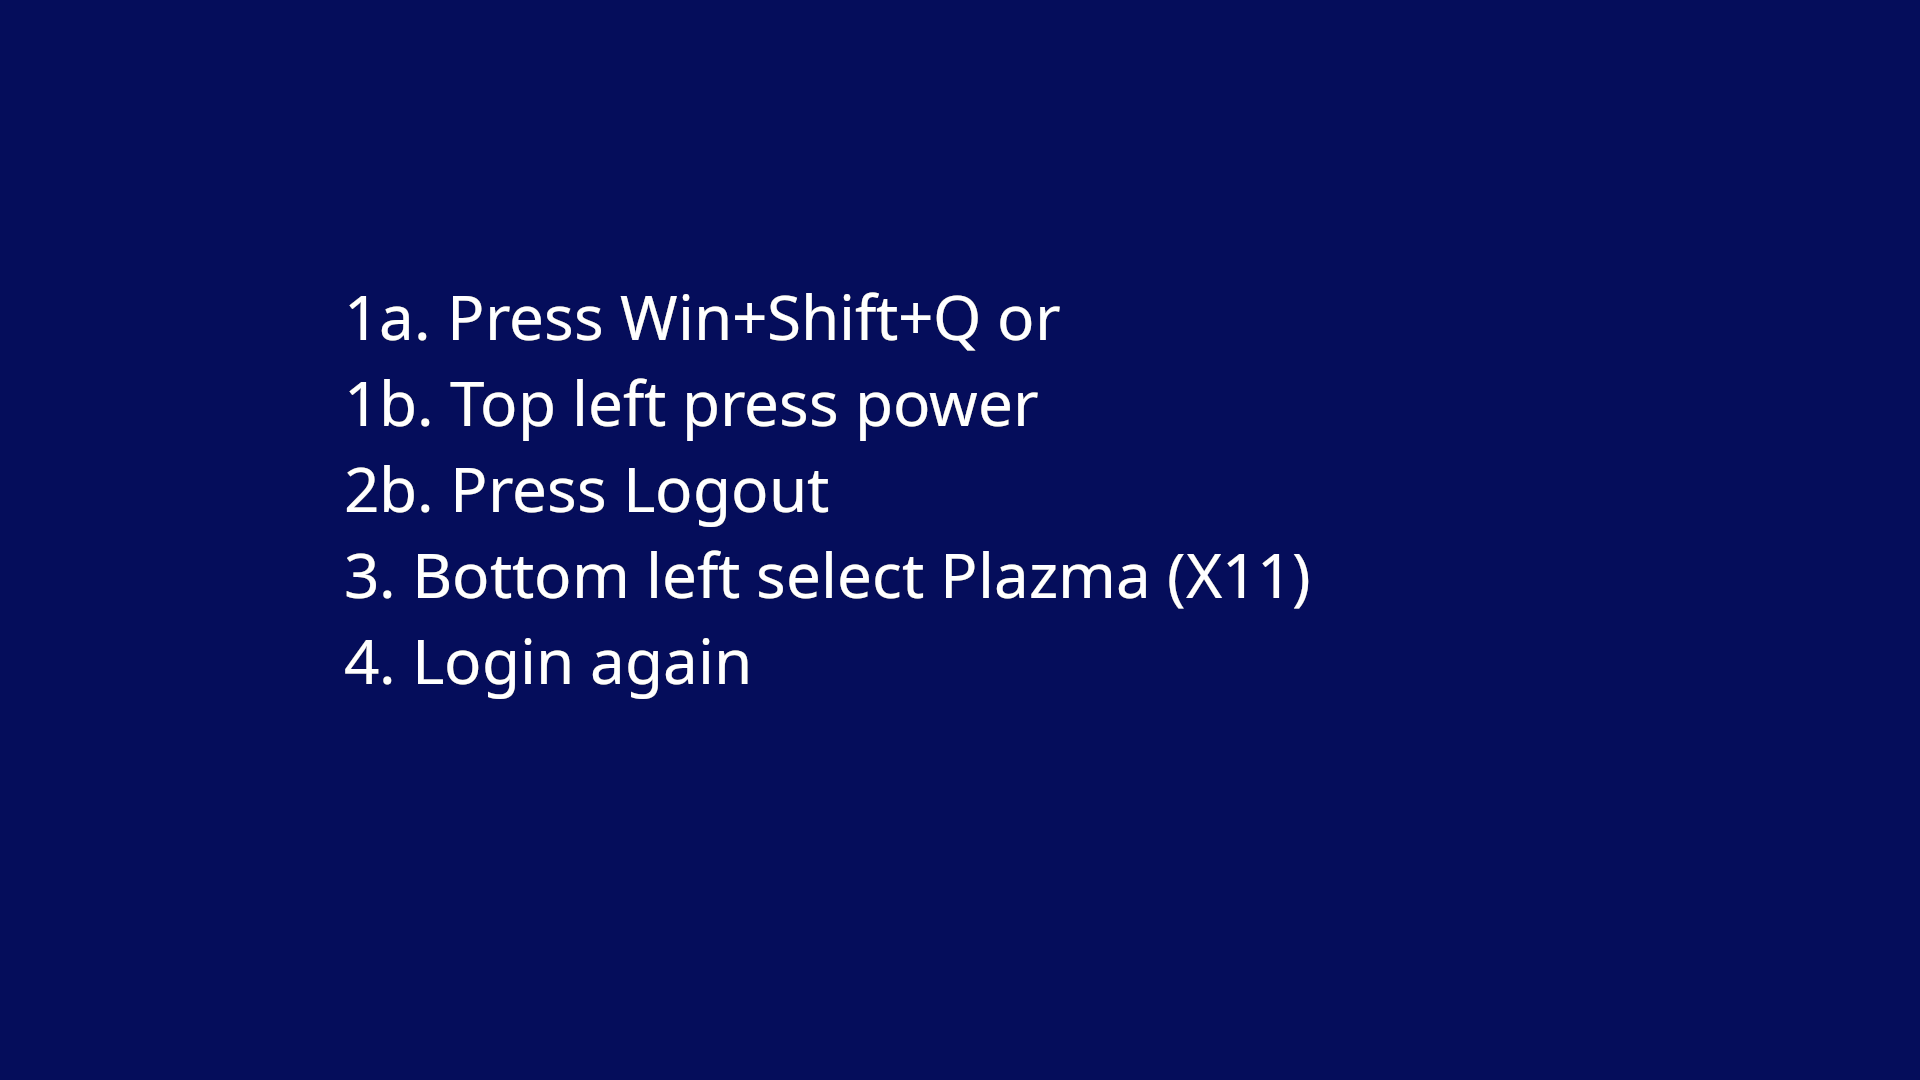 1a. Press Win+Shift+Q or
1b. Top left press power
2b. Press Logout
3. Bottom left select Plazma (X11)
4. Login again